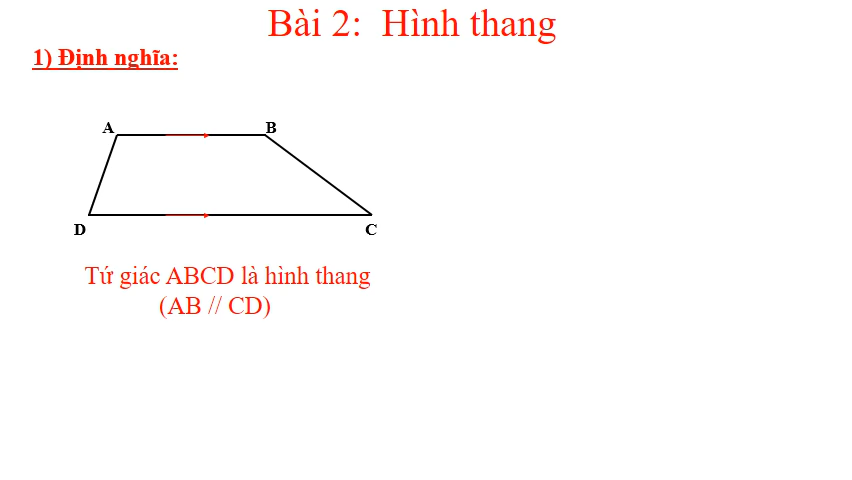 Bài 2: Hình thang
1) Định nghĩa:
A B
D C
Tứ giác ABCD là hình thang
(AB // CD)